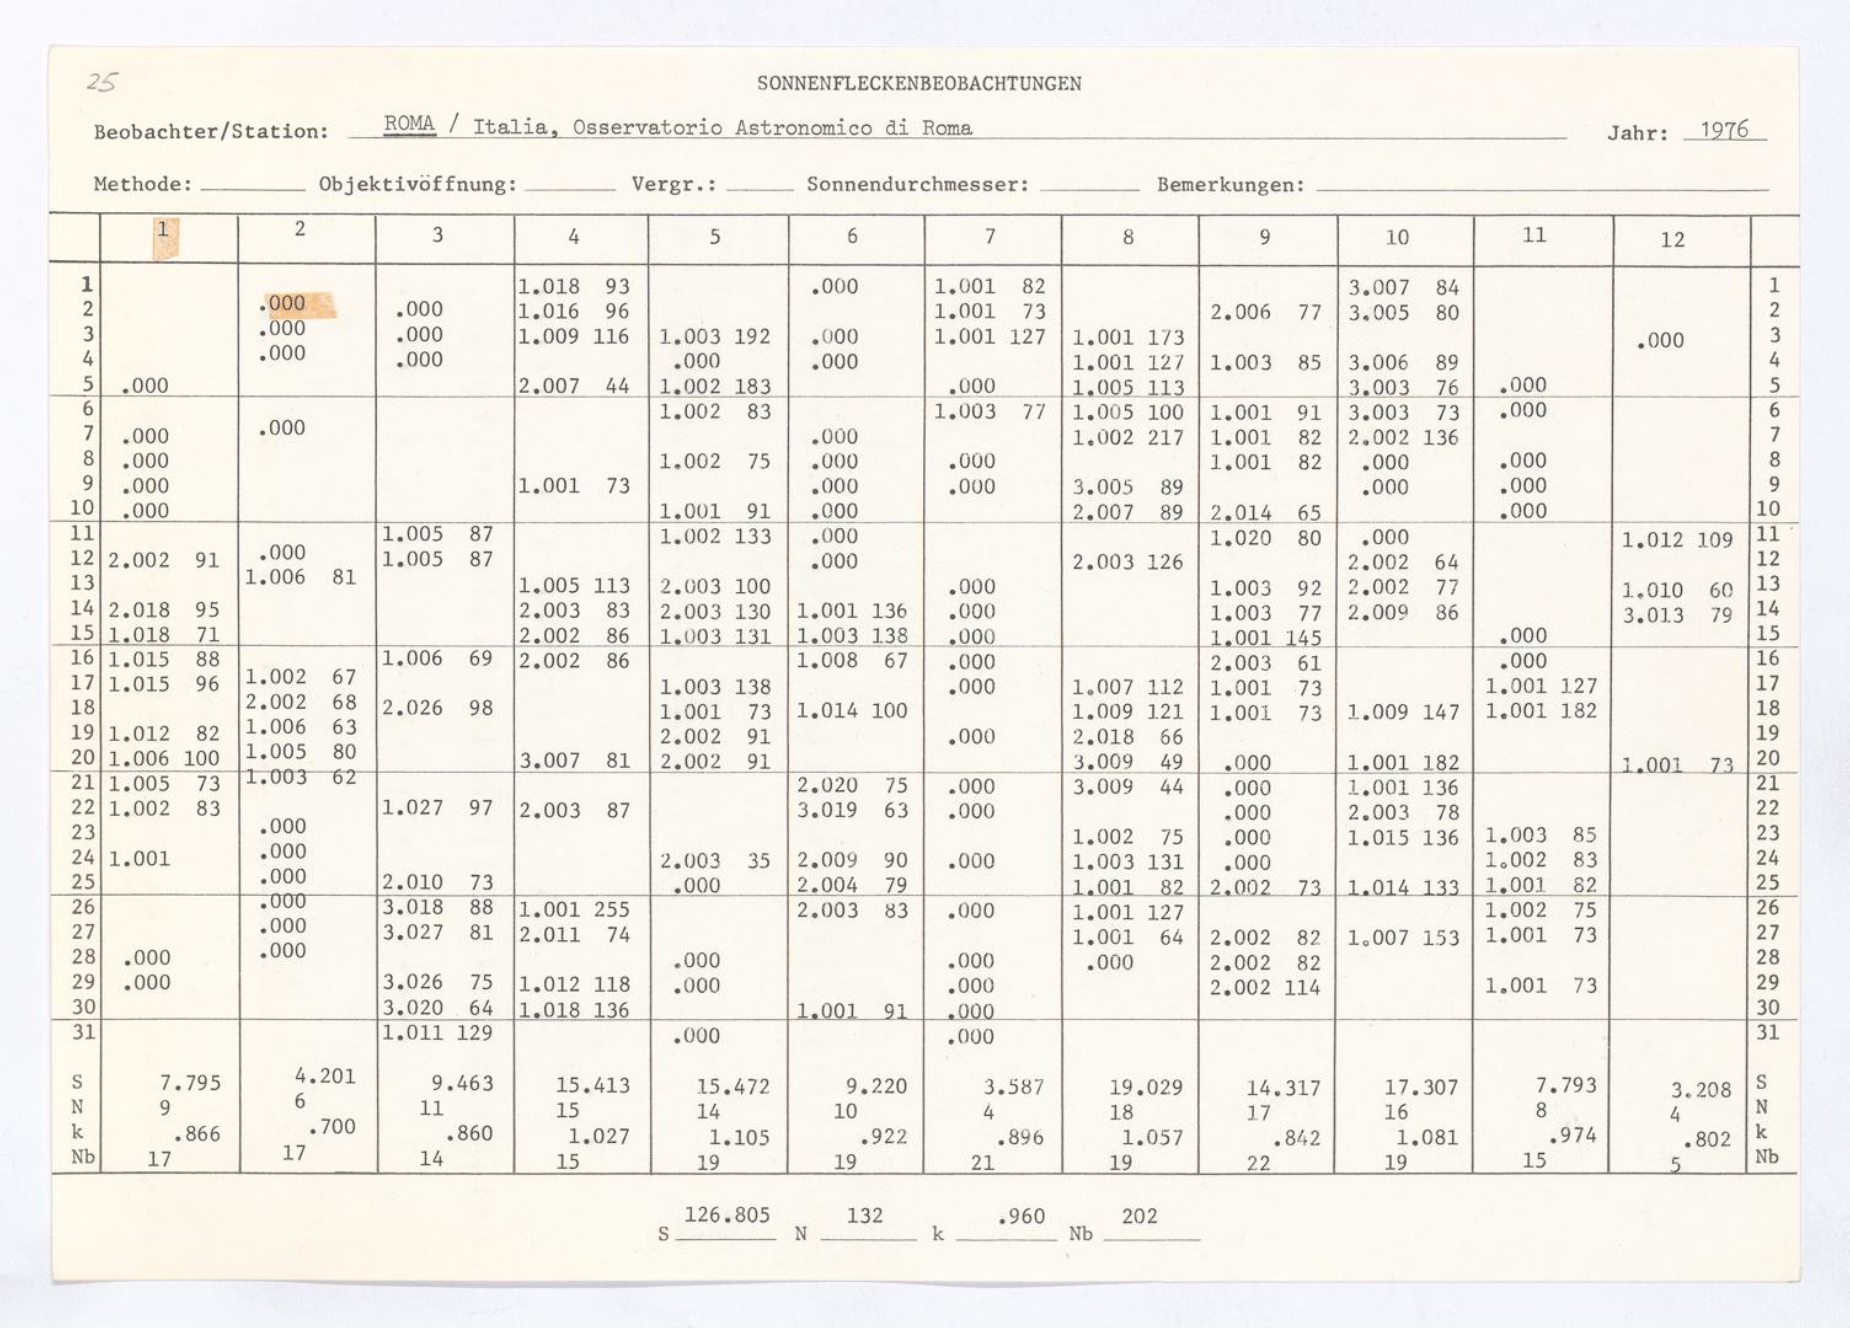 25
SONNENFLECKENBEOBACHTUNGEN
Beobachter/Station: ROMA / Italia, Osservatorio Astronomico di Roma Jahr: 1976
Methode: Objektivöffnung: Vergr.: Sonnendurchmesser: Bemerkungen:
1 2 3 4 5 6 7 8 9 10 11 12
1 1.018 93 .000 1.001 82 3.007 84 1
2 .000 .000 1.016 96 1.001 73 2.006 77 3.005 80 2
3 .000 .000 1.009 116 1.003 192 .000 1.001 127 1.001 173 .000 3
4 .000 .000 .000 .000 1.001 127 1.003 85 3.006 89 4
5 .000 2.007 44 1.002 183 .000 1.005 113 3.003 76 .000 5
6 1.002 83 1.003 77 1.005 100 1.001 91 3.003 73 .000 6
7 .000 .000 .000 1.002 217 1.001 82 2.002 136 7
8 .000 1.002 75 .000 .000 1.001 82 .000 .000 8
9 .000 1.001 73 .000 .000 3.005 89 .000 .000 9
10 .000 1.001 91 .000 2.007 89 2.014 65 .000 10
11 1.005 87 1.002 133 .000 1.020 80 .000 1.012 109 11
12 2.002 91 .000 1.005 87 .000 2.003 126 2.002 64 12
13 1.006 81 1.005 113 2.003 100 .000 1.003 92 2.002 77 1.010 60 13
14 2.018 95 2.003 83 2.003 130 1.001 136 .000 1.003 77 2.009 86 3.013 79 14
15 1.018 71 2.002 86 1.003 131 1.003 138 .000 1.001 145 .000 15
16 1.015 88 1.006 69 2.002 86 1.008 67 .000 2.003 61 .000 16
17 1.015 96 1.002 67 1.003 138 .000 1.007 112 1.001 73 1.001 127 17
18 2.002 68 2.026 98 1.001 73 1.014 100 1.009 121 1.001 73 1.009 147 1.001 182 18
19 1.012 82 1.006 63 2.002 91 .000 2.018 66 19
20 1.006 100 1.005 80 3.007 81 2.002 91 3.009 49 .000 1.001 182 1.001 73 20
21 1.005 73 1.003 62 2.020 75 .000 3.009 44 .000 1.001 136 21
22 1.002 83 1.027 97 2.003 87 3.019 63 .000 .000 2.003 78 22
23 .000 1.002 75 .000 1.015 136 1.003 85 23
24 1.001 .000 2.003 35 2.009 90 .000 1.003 131 .000 1.002 83 24
25 .000 2.010 73 .000 2.004 79 1.001 82 2.002 73 1.014 133 1.001 82 25
26 .000 3.018 88 1.001 255 2.003 83 .000 1.001 127 1.002 75 26
27 .000 3.027 81 2.011 74 1.001 64 2.002 82 1.007 153 1.001 73 27
28 .000 .000 .000 .000 .000 2.002 82 28
29 .000 3.026 75 1.012 118 .000 .000 2.002 114 1.001 73 29
30 3.020 64 1.018 136 1.001 91 .000 30
31 1.011 129 .000 .000 31
S 7.795 4.201 9.463 15.413 15.472 9.220 3.587 19.029 14.317 17.307 7.793 3.208 S
N 9 6 11 15 14 10 4 18 17 16 8 4 N
k .866 .700 .860 1.027 1.105 .922 .896 1.057 .842 1.081 .974 .802 k
Nb 17 17 14 15 19 19 21 19 22 19 15 5 Nb
S 126.805 N 132 k .960 Nb 202